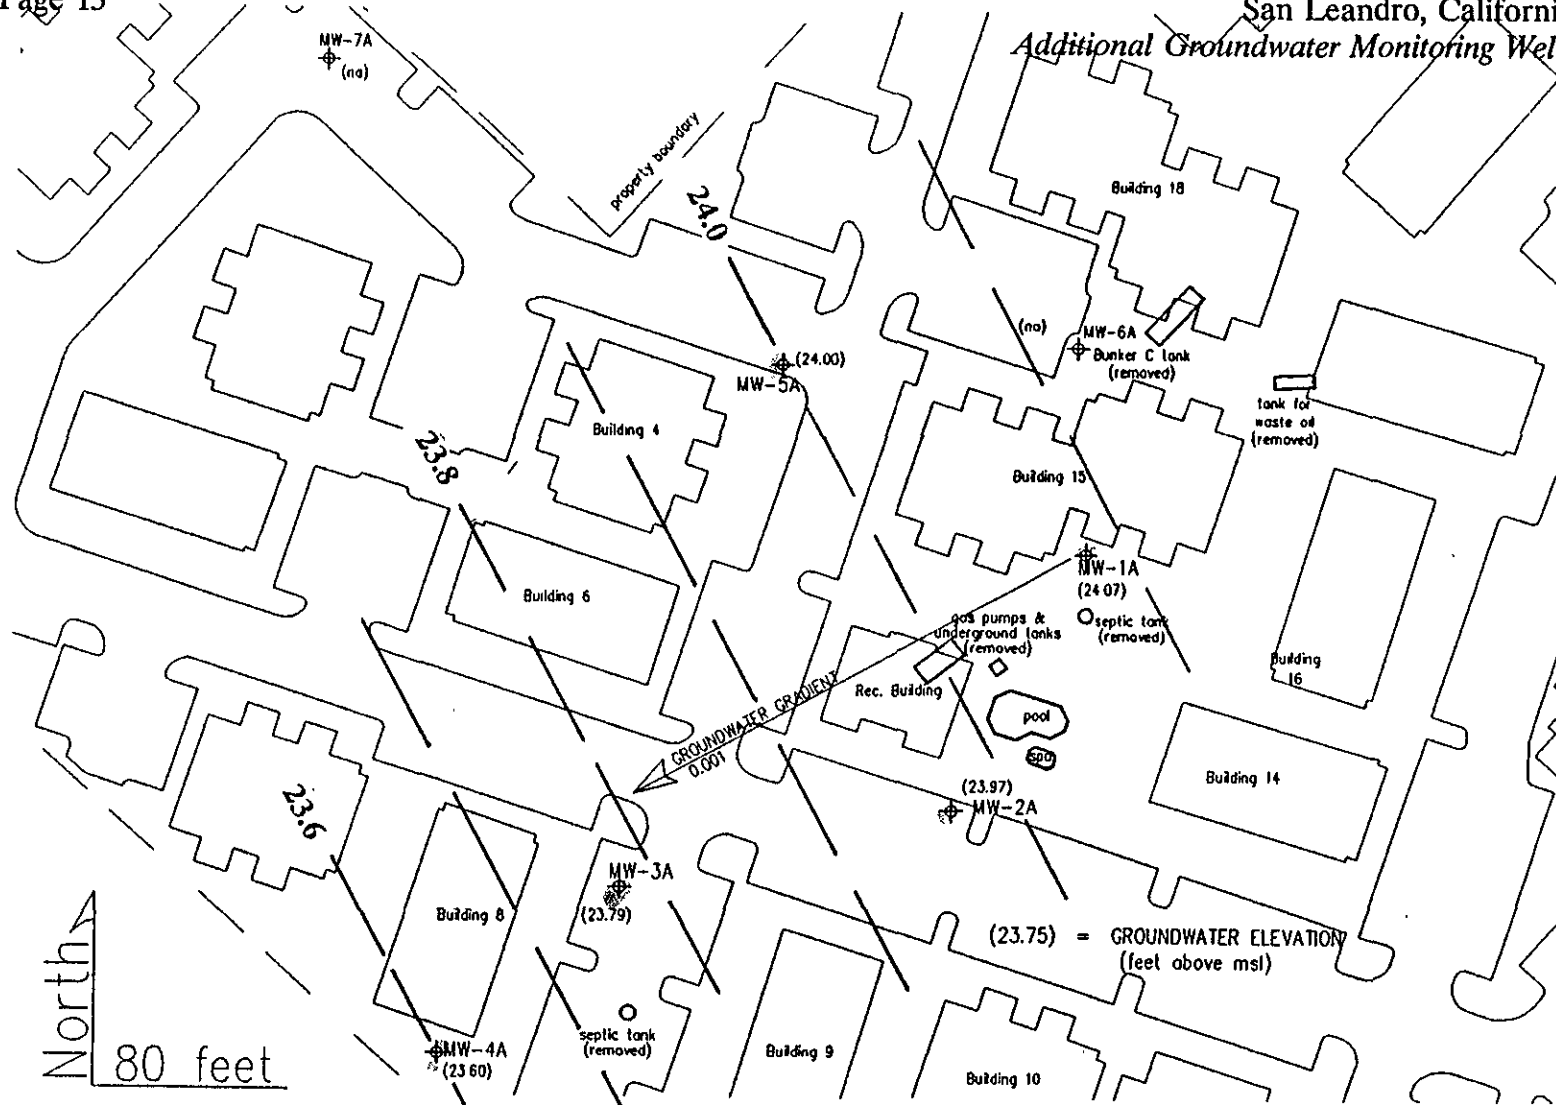 Page 13
San Leandro, Californi
Additional Groundwater Monitoring Wel
MW-7A
(na)
property boundary
24.0
Building 18
(na)
MW-6A
Bunker C tank
(removed)
(24.00)
MW-5A
tank for
waste oil
(removed)
Building 4
23.8
Building 15
MW-1A
(24.07)
Building 6
gas pumps &
underground tanks
(removed)
septic tank
(removed)
Building
16
Rec. Building
GROUNDWATER GRADIENT
0.001
pool
spa
Building 14
23.6
(23.97)
MW-2A
MW-3A
(23.79)
Building 8
(23.75) = GROUNDWATER ELEVATION
(feet above msl)
North
80 feet
MW-4A
(23.60)
septic tank
(removed)
Building 9
Building 10